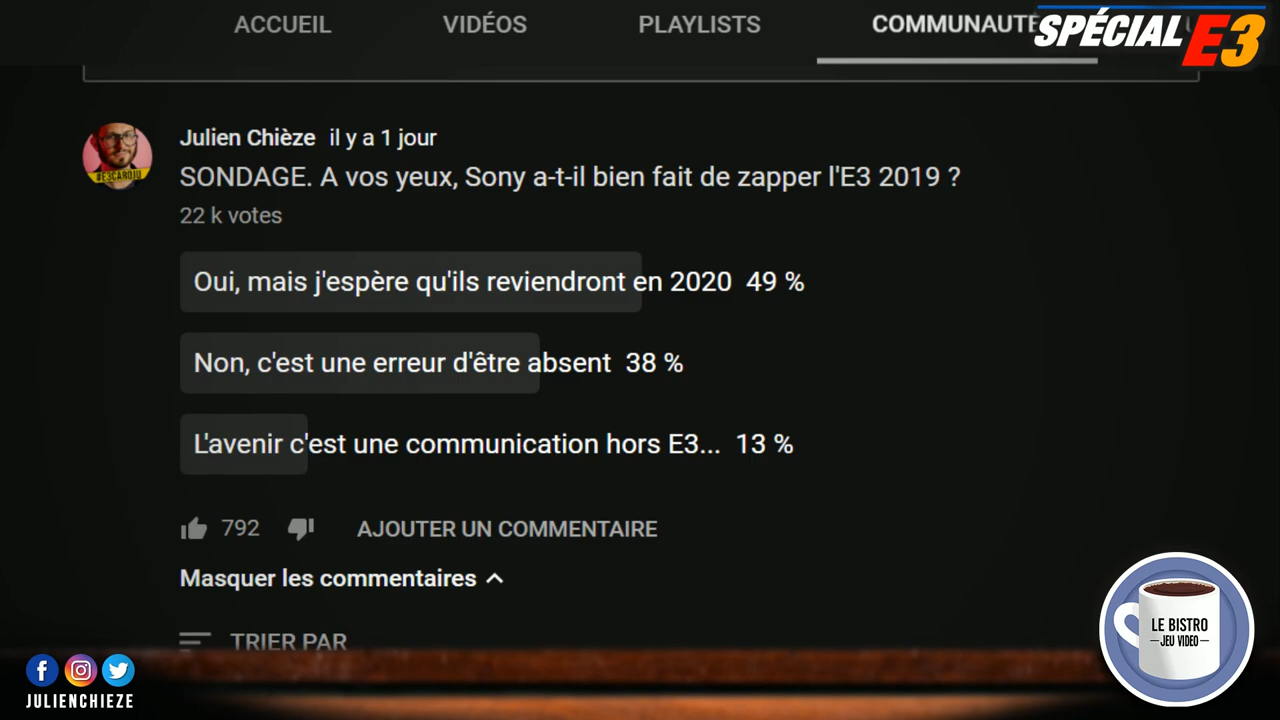 ACCUEIL VIDÉOS PLAYLISTS COMMUNAUTÉ
SPÉCIAL E3
Julien Chièze il y a 1 jour
#E3CAROJU
SONDAGE. A vos yeux, Sony a-t-il bien fait de zapper l'E3 2019 ?
22 k votes
Oui, mais j'espère qu'ils reviendront en 2020 49 %
Non, c'est une erreur d'être absent 38 %
L'avenir c'est une communication hors E3... 13 %
792 AJOUTER UN COMMENTAIRE
Masquer les commentaires
TRIER PAR
LE BISTRO
—JEU VIDEO—
JULIENCHIEZE